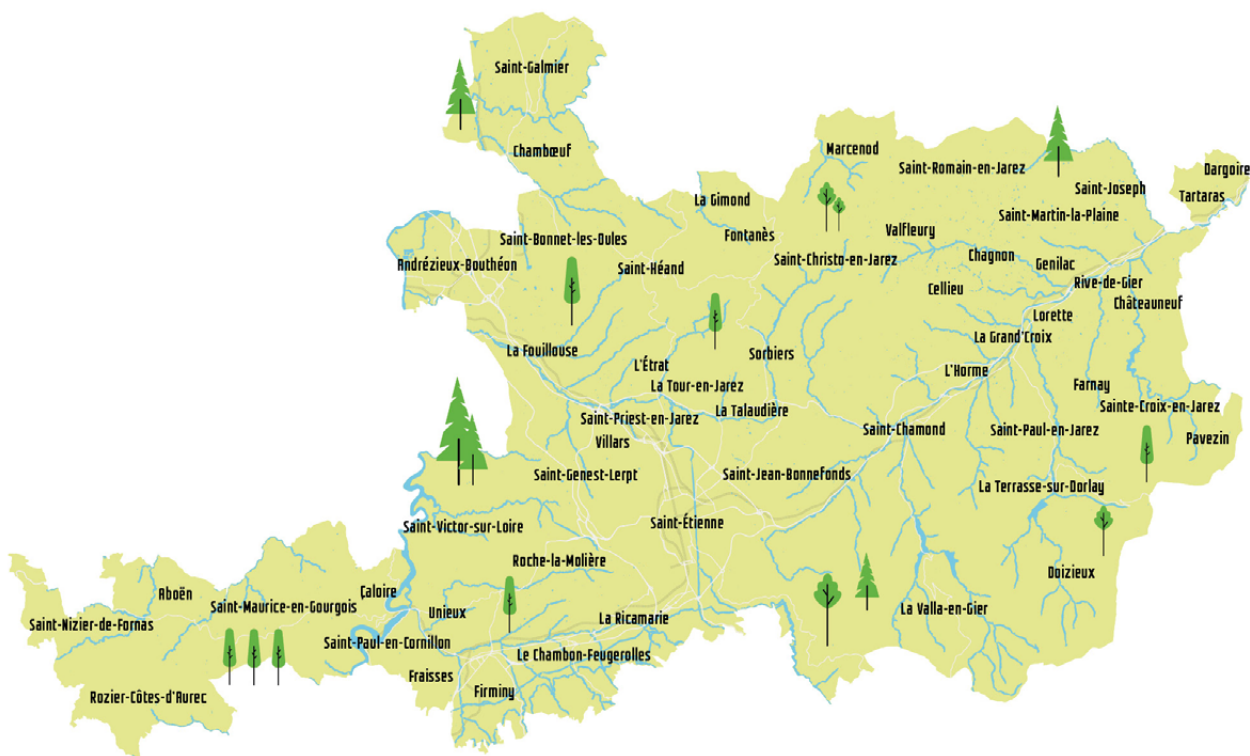 Saint-Galmier
Chambœuf
Marcenod
Saint-Romain-en-Jarez
Dargoire
Saint-Joseph
Tartaras
La Gimond
Saint-Martin-la-Plaine
Fontanès
Valfleury
Saint-Bonnet-les-Oules
Andrézieux-Bouthéon
Saint-Héand
Saint-Christo-en-Jarez
Chagnon
Genilac
Cellieu
Rive-de-Gier
Châteauneuf
Lorette
La Grand'Croix
La Fouillouse
Sorbiers
L'Étrat
L'Horme
La Tour-en-Jarez
Farnay
La Talaudière
Sainte-Croix-en-Jarez
Saint-Priest-en-Jarez
Villars
Saint-Chamond
Saint-Paul-en-Jarez
Pavezin
Saint-Genest-Lerpt
Saint-Jean-Bonnefonds
La Terrasse-sur-Dorlay
Saint-Victor-sur-Loire
Saint-Étienne
Roche-la-Molière
Doizieux
Aboën
Çaloire
Saint-Maurice-en-Gourgois
Unieux
La Valla-en-Gier
Saint-Nizier-de-Fornas
La Ricamarie
Saint-Paul-en-Cornillon
Le Chambon-Feugerolles
Fraisses
Firminy
Rozier-Côtes-d'Aurec